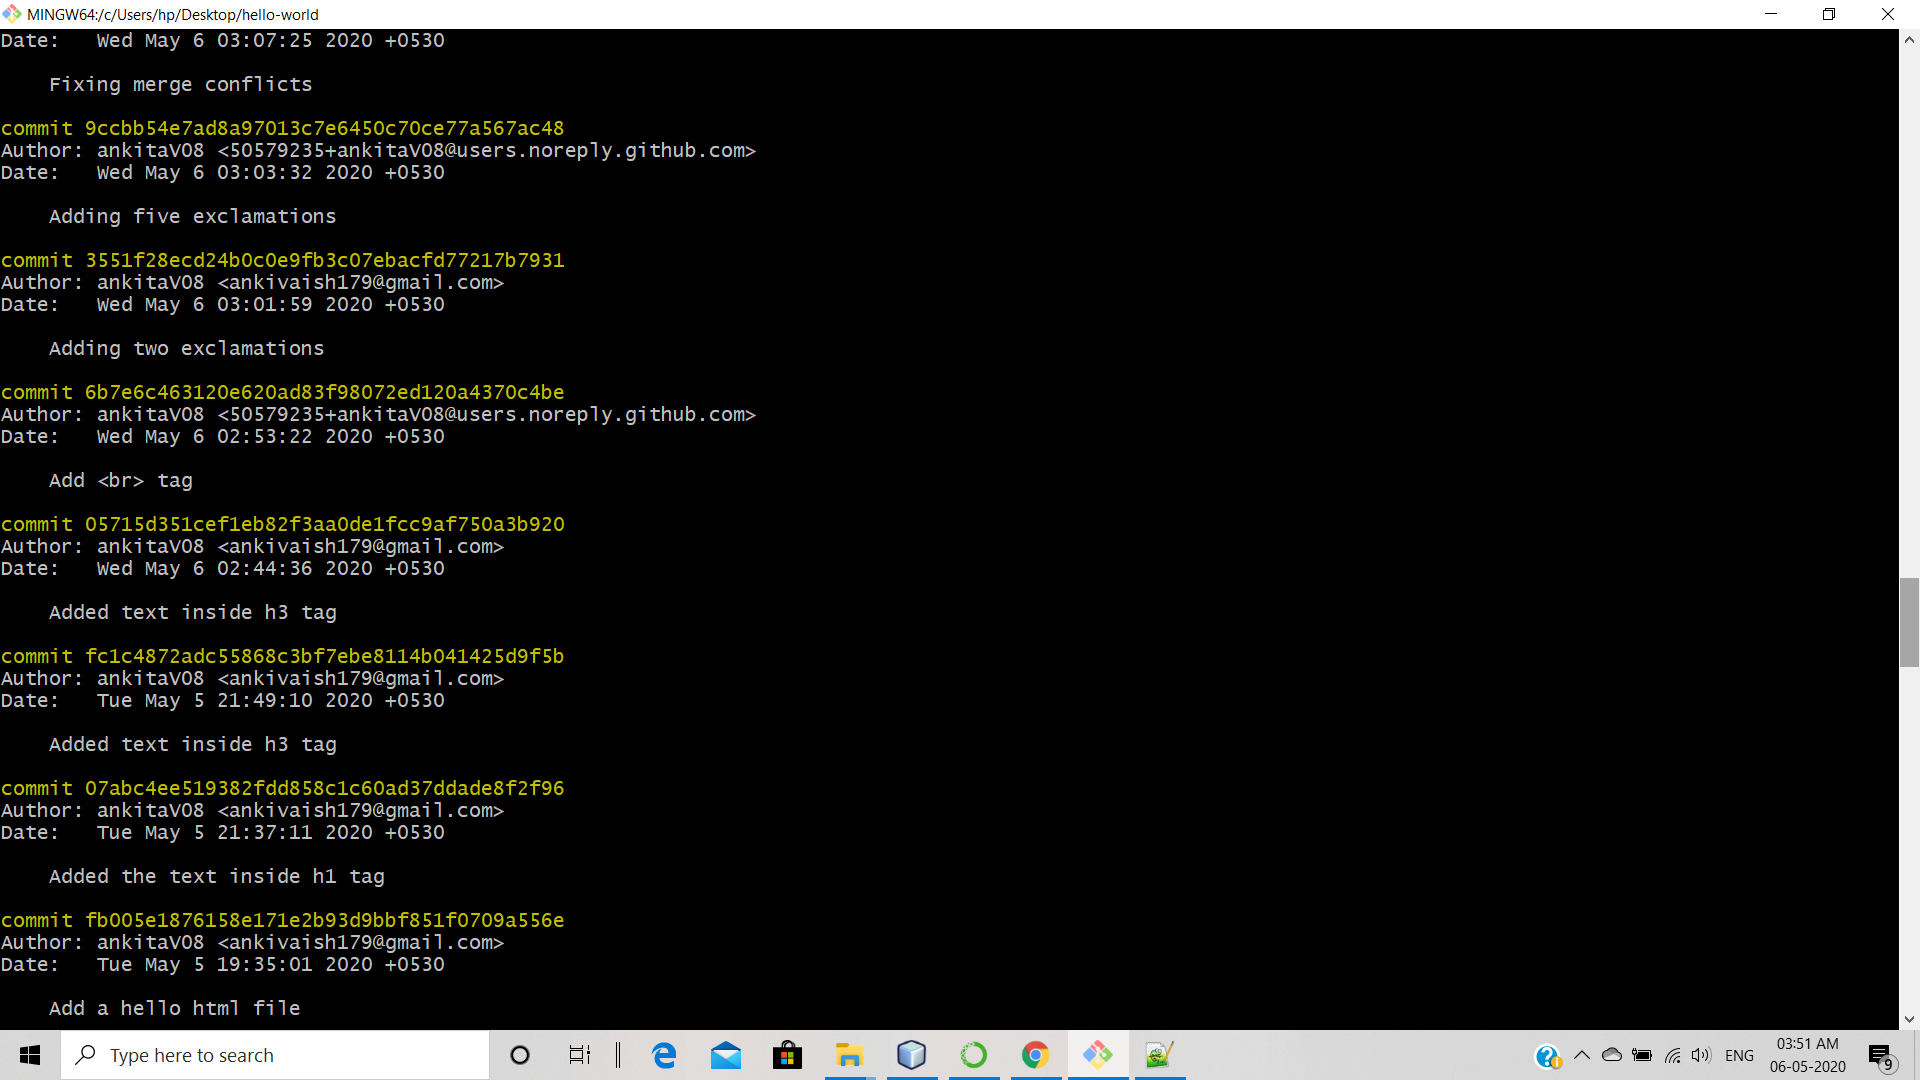 MINGW64:/c/Users/hp/Desktop/hello-world
Date:   Wed May 6 03:07:25 2020 +0530
    Fixing merge conflicts
commit 9ccbb54e7ad8a97013c7e6450c70ce77a567ac48
Author: ankitaV08 <50579235+ankitaV08@users.noreply.github.com>
Date:   Wed May 6 03:03:32 2020 +0530
    Adding five exclamations
commit 3551f28ecd24b0c0e9fb3c07ebacfd77217b7931
Author: ankitaV08 <ankivaish179@gmail.com>
Date:   Wed May 6 03:01:59 2020 +0530
    Adding two exclamations
commit 6b7e6c463120e620ad83f98072ed120a4370c4be
Author: ankitaV08 <50579235+ankitaV08@users.noreply.github.com>
Date:   Wed May 6 02:53:22 2020 +0530
    Add <br> tag
commit 05715d351cef1eb82f3aa0de1fcc9af750a3b920
Author: ankitaV08 <ankivaish179@gmail.com>
Date:   Wed May 6 02:44:36 2020 +0530
    Added text inside h3 tag
commit fc1c4872adc55868c3bf7ebe8114b041425d9f5b
Author: ankitaV08 <ankivaish179@gmail.com>
Date:   Tue May 5 21:49:10 2020 +0530
    Added text inside h3 tag
commit 07abc4ee519382fdd858c1c60ad37ddade8f2f96
Author: ankitaV08 <ankivaish179@gmail.com>
Date:   Tue May 5 21:37:11 2020 +0530
    Added the text inside h1 tag
commit fb005e1876158e171e2b93d9bbf851f0709a556e
Author: ankitaV08 <ankivaish179@gmail.com>
Date:   Tue May 5 19:35:01 2020 +0530
    Add a hello html file
Type here to search
ENG
03:51 AM
06-05-2020
9